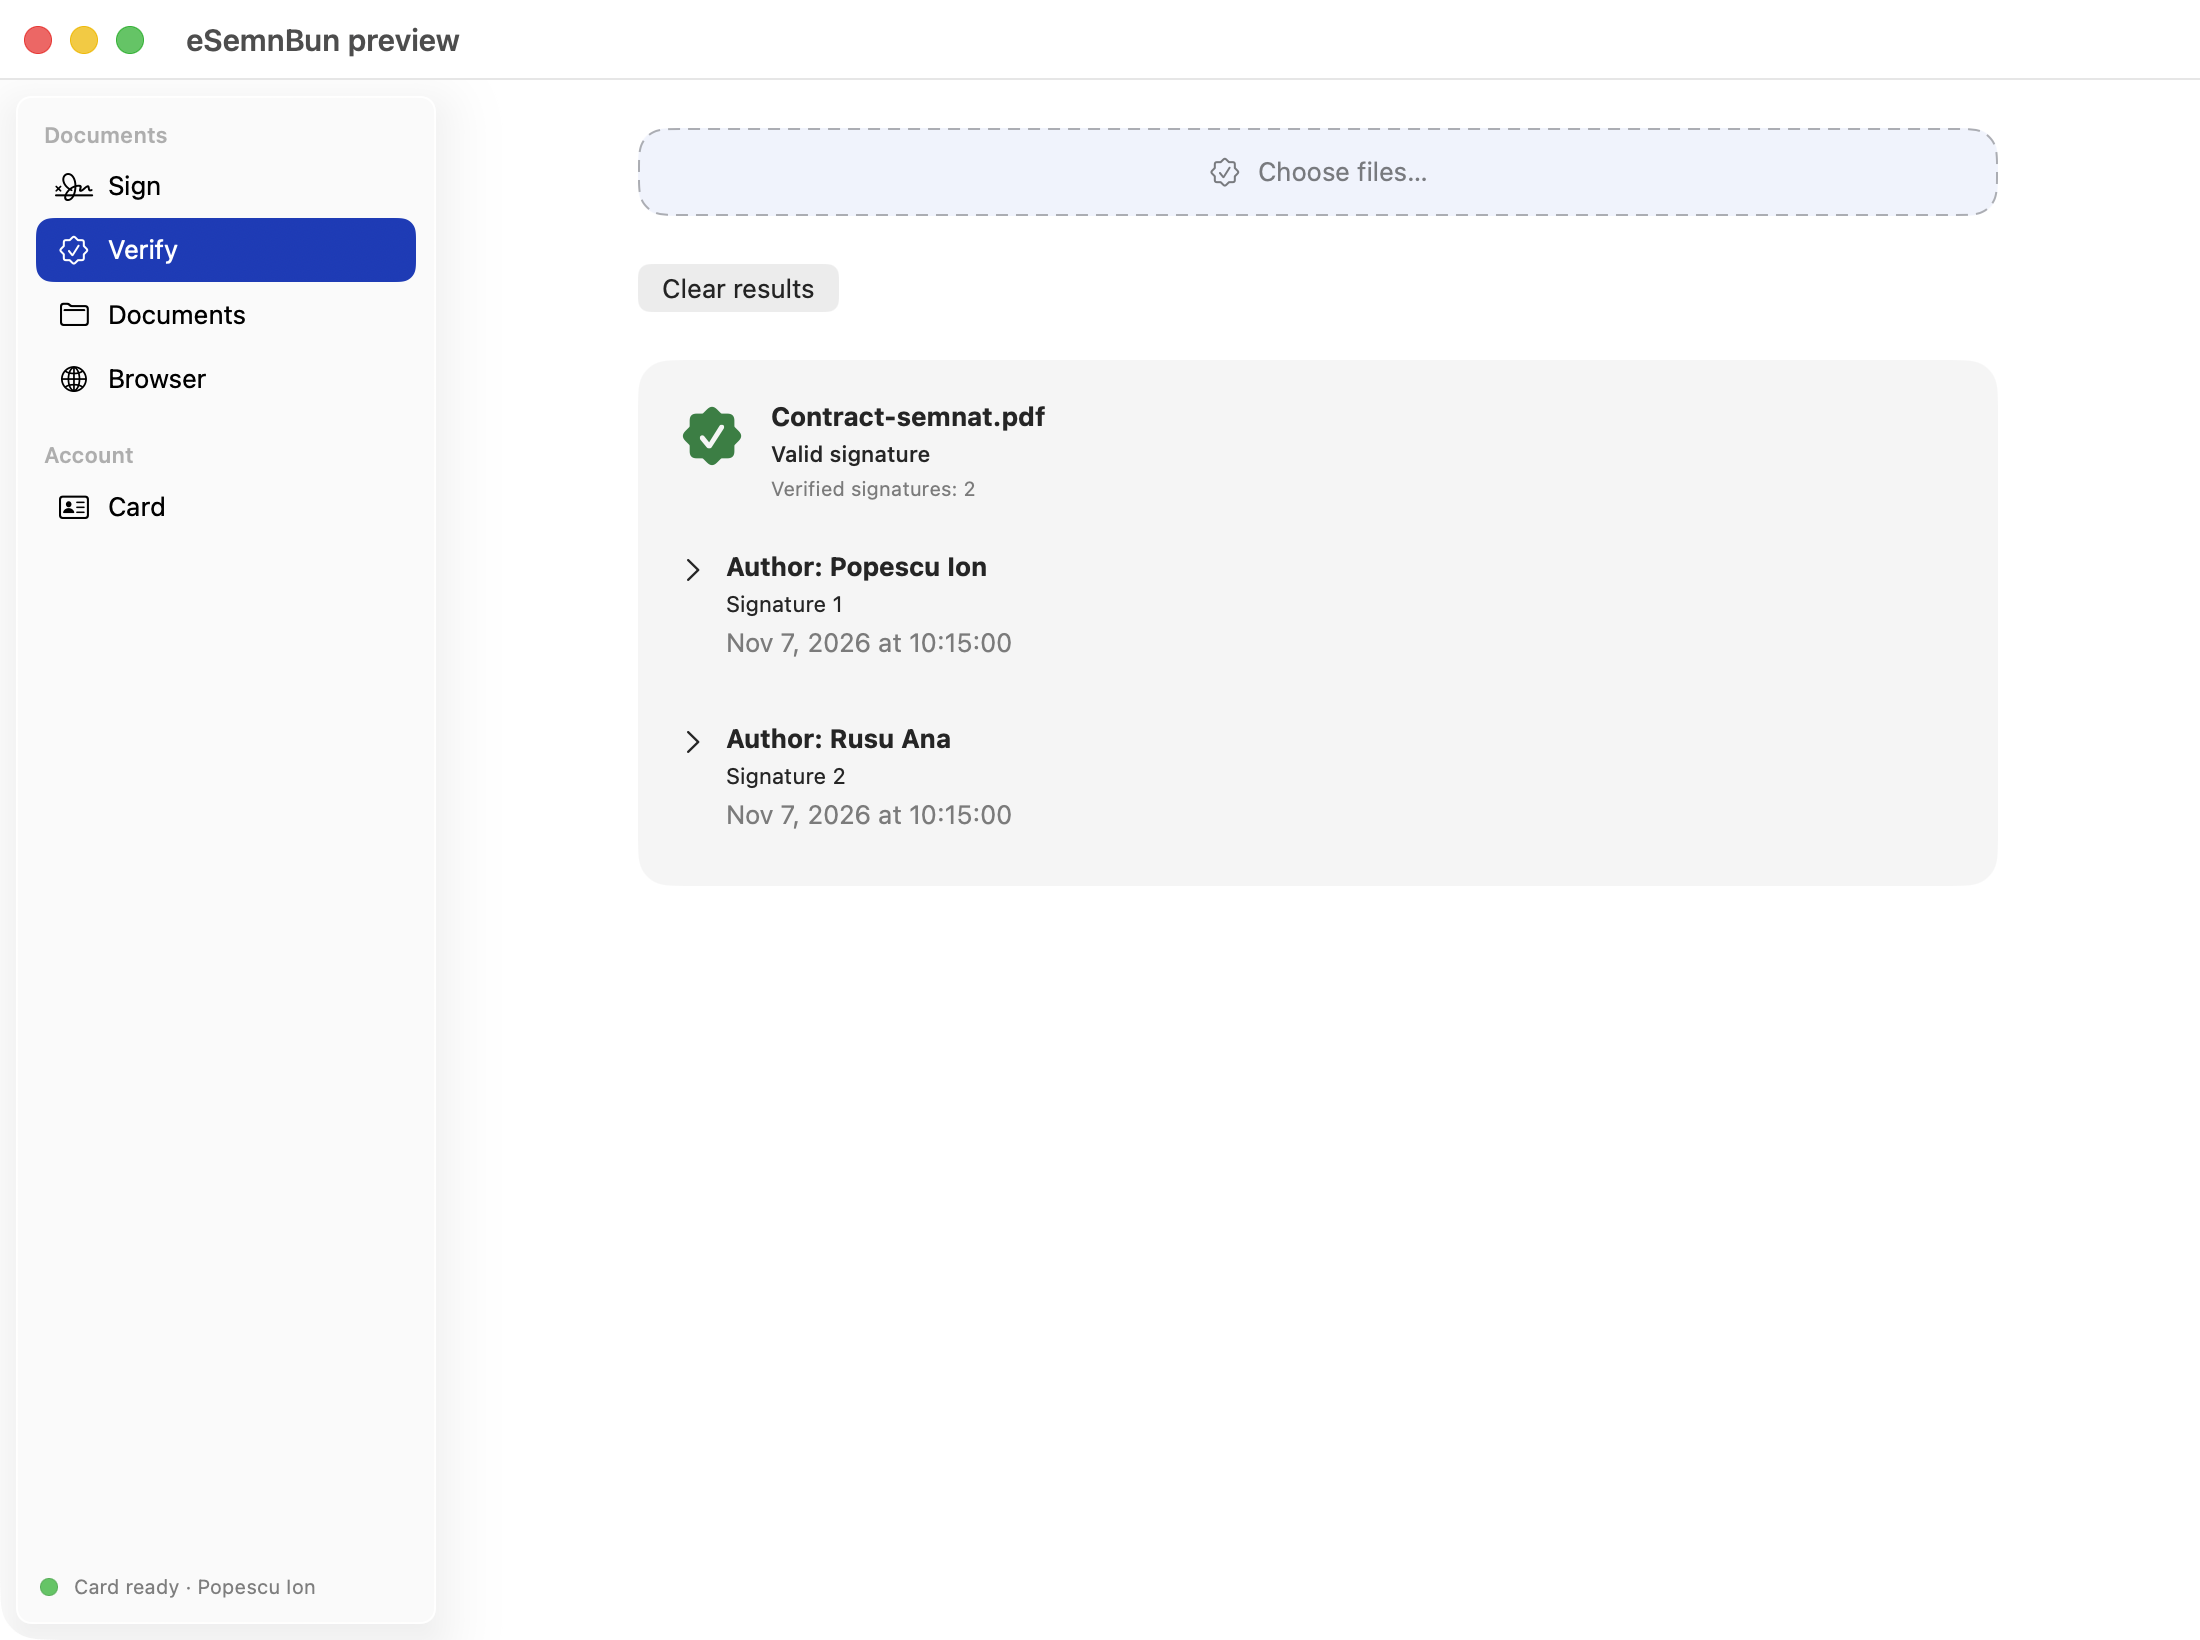 eSemnBun preview
Documents
Sign
Verify
Documents
Browser
Account
Card
Card ready · Popescu Ion
Choose files...
Clear results
Contract-semnat.pdf
Valid signature
Verified signatures: 2
Author: Popescu Ion
Signature 1
Nov 7, 2026 at 10:15:00
Author: Rusu Ana
Signature 2
Nov 7, 2026 at 10:15:00